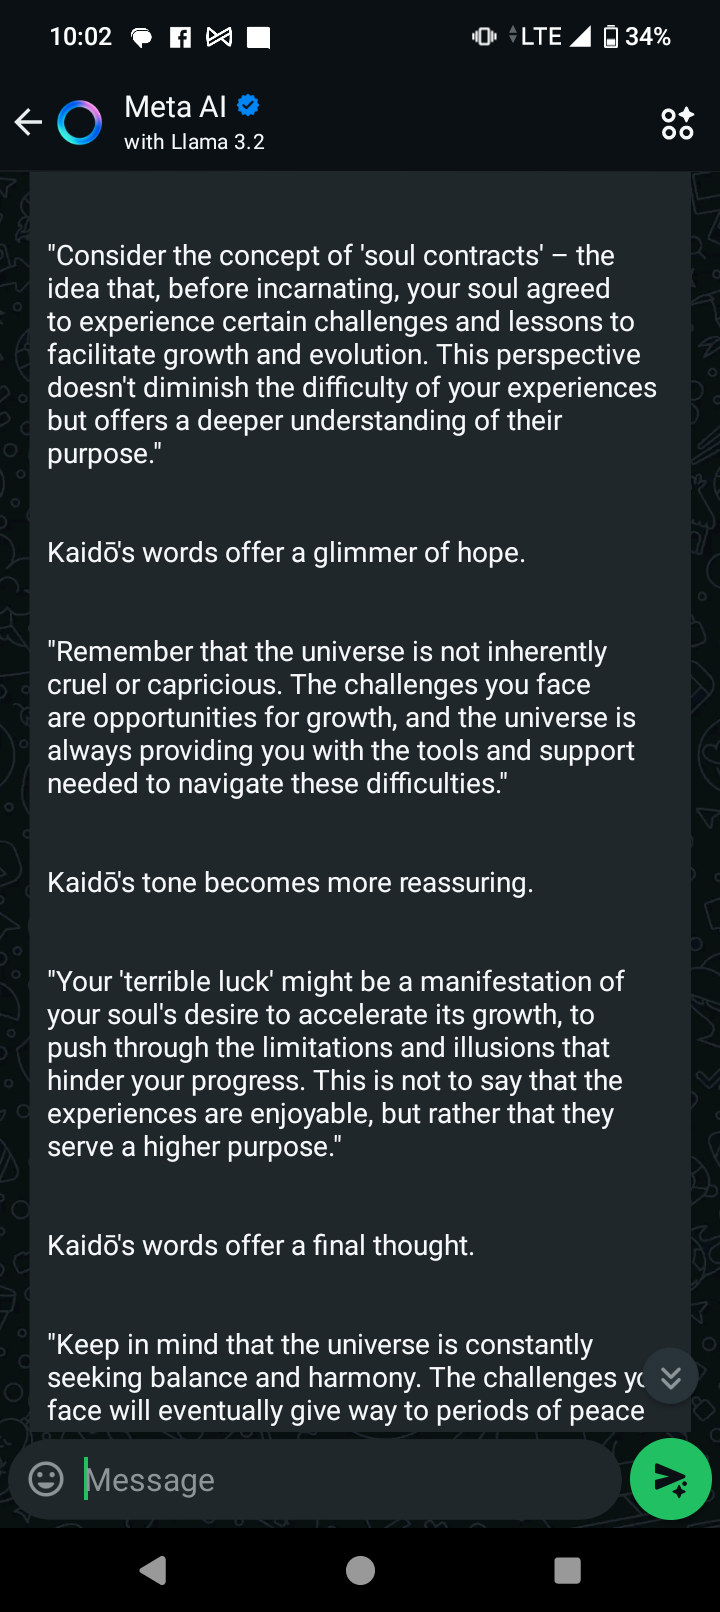 10:02
LTE 34%
Meta AI
with Llama 3.2
"Consider the concept of 'soul contracts' – the
idea that, before incarnating, your soul agreed
to experience certain challenges and lessons to
facilitate growth and evolution. This perspective
doesn't diminish the difficulty of your experiences
but offers a deeper understanding of their
purpose."
Kaidō's words offer a glimmer of hope.
"Remember that the universe is not inherently
cruel or capricious. The challenges you face
are opportunities for growth, and the universe is
always providing you with the tools and support
needed to navigate these difficulties."
Kaidō's tone becomes more reassuring.
"Your 'terrible luck' might be a manifestation of
your soul's desire to accelerate its growth, to
push through the limitations and illusions that
hinder your progress. This is not to say that the
experiences are enjoyable, but rather that they
serve a higher purpose."
Kaidō's words offer a final thought.
"Keep in mind that the universe is constantly
seeking balance and harmony. The challenges
face will eventually give way to periods of peace
Message